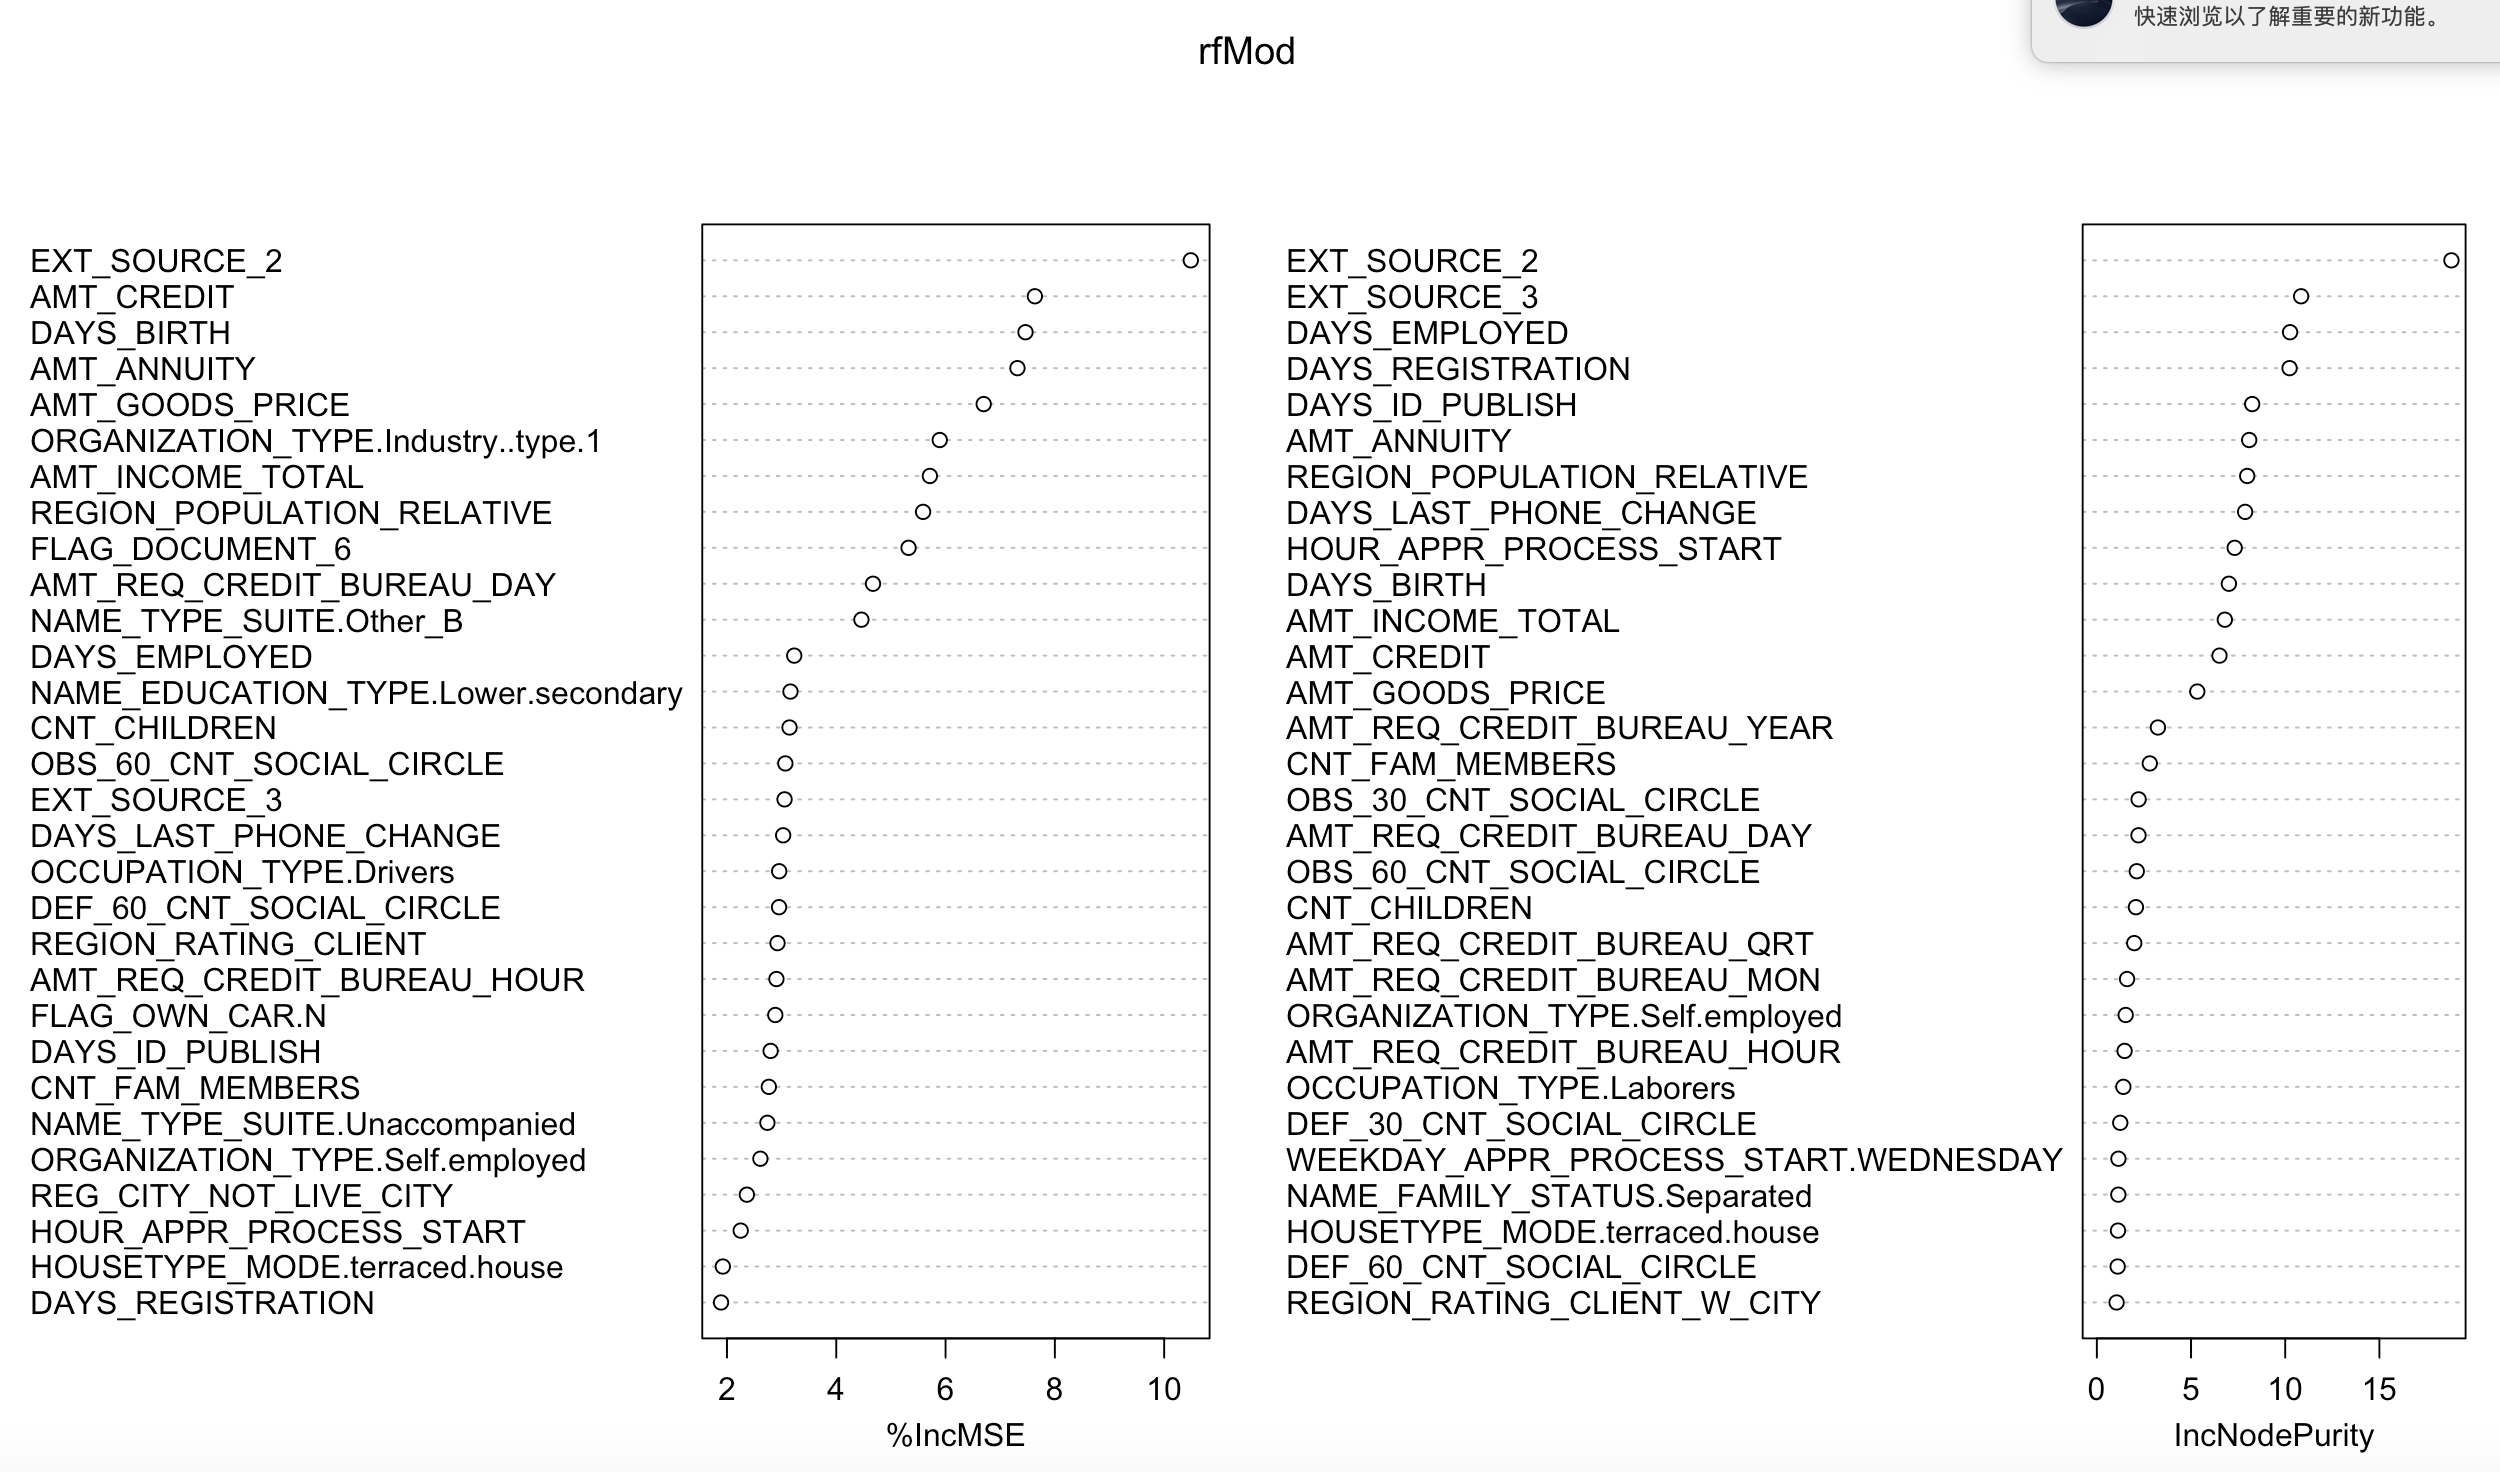 快速浏览以了解重要的新功能。
rfMod
EXT_SOURCE_2
AMT_CREDIT
DAYS_BIRTH
AMT_ANNUITY
AMT_GOODS_PRICE
ORGANIZATION_TYPE.Industry..type.1
AMT_INCOME_TOTAL
REGION_POPULATION_RELATIVE
FLAG_DOCUMENT_6
AMT_REQ_CREDIT_BUREAU_DAY
NAME_TYPE_SUITE.Other_B
DAYS_EMPLOYED
NAME_EDUCATION_TYPE.Lower.secondary
CNT_CHILDREN
OBS_60_CNT_SOCIAL_CIRCLE
EXT_SOURCE_3
DAYS_LAST_PHONE_CHANGE
OCCUPATION_TYPE.Drivers
DEF_60_CNT_SOCIAL_CIRCLE
REGION_RATING_CLIENT
AMT_REQ_CREDIT_BUREAU_HOUR
FLAG_OWN_CAR.N
DAYS_ID_PUBLISH
CNT_FAM_MEMBERS
NAME_TYPE_SUITE.Unaccompanied
ORGANIZATION_TYPE.Self.employed
REG_CITY_NOT_LIVE_CITY
HOUR_APPR_PROCESS_START
HOUSETYPE_MODE.terraced.house
DAYS_REGISTRATION
2 4 6 8 10
%IncMSE
EXT_SOURCE_2
EXT_SOURCE_3
DAYS_EMPLOYED
DAYS_REGISTRATION
DAYS_ID_PUBLISH
AMT_ANNUITY
REGION_POPULATION_RELATIVE
DAYS_LAST_PHONE_CHANGE
HOUR_APPR_PROCESS_START
DAYS_BIRTH
AMT_INCOME_TOTAL
AMT_CREDIT
AMT_GOODS_PRICE
AMT_REQ_CREDIT_BUREAU_YEAR
CNT_FAM_MEMBERS
OBS_30_CNT_SOCIAL_CIRCLE
AMT_REQ_CREDIT_BUREAU_DAY
OBS_60_CNT_SOCIAL_CIRCLE
CNT_CHILDREN
AMT_REQ_CREDIT_BUREAU_QRT
AMT_REQ_CREDIT_BUREAU_MON
ORGANIZATION_TYPE.Self.employed
AMT_REQ_CREDIT_BUREAU_HOUR
OCCUPATION_TYPE.Laborers
DEF_30_CNT_SOCIAL_CIRCLE
WEEKDAY_APPR_PROCESS_START.WEDNESDAY
NAME_FAMILY_STATUS.Separated
HOUSETYPE_MODE.terraced.house
DEF_60_CNT_SOCIAL_CIRCLE
REGION_RATING_CLIENT_W_CITY
0 5 10 15
IncNodePurity